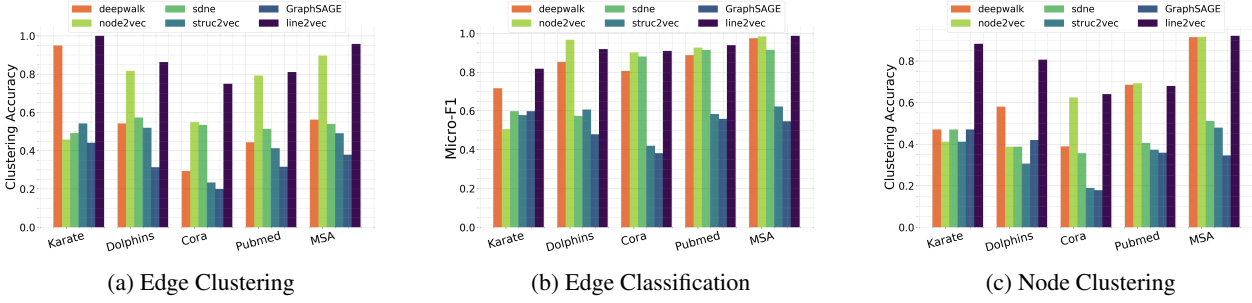 deepwalk sdne GraphSAGE
node2vec struc2vec line2vec
Clustering Accuracy
1.0
0.8
0.6
0.4
0.2
0.0
Karate Dolphins Cora Pubmed MSA
(a) Edge Clustering
deepwalk sdne GraphSAGE
node2vec struc2vec line2vec
Micro-F1
1.0
0.8
0.6
0.4
0.2
0.0
Karate Dolphins Cora Pubmed MSA
(b) Edge Classification
deepwalk sdne GraphSAGE
node2vec struc2vec line2vec
Clustering Accuracy
0.8
0.6
0.4
0.2
0.0
Karate Dolphins Cora Pubmed MSA
(c) Node Clustering